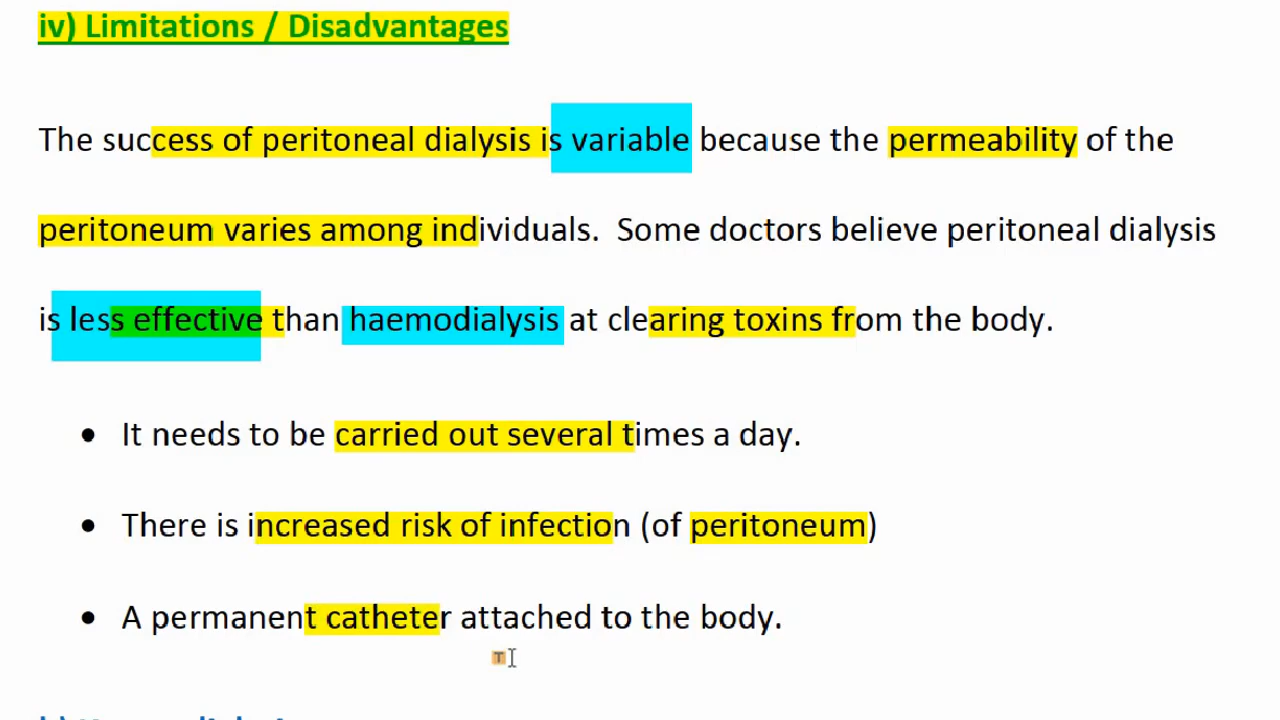 iv) Limitations / Disadvantages
The success of peritoneal dialysis is variable because the permeability of the
peritoneum varies among individuals.  Some doctors believe peritoneal dialysis
is less effective than haemodialysis at clearing toxins from the body.
• It needs to be carried out several times a day.
• There is increased risk of infection (of peritoneum)
• A permanent catheter attached to the body.
T